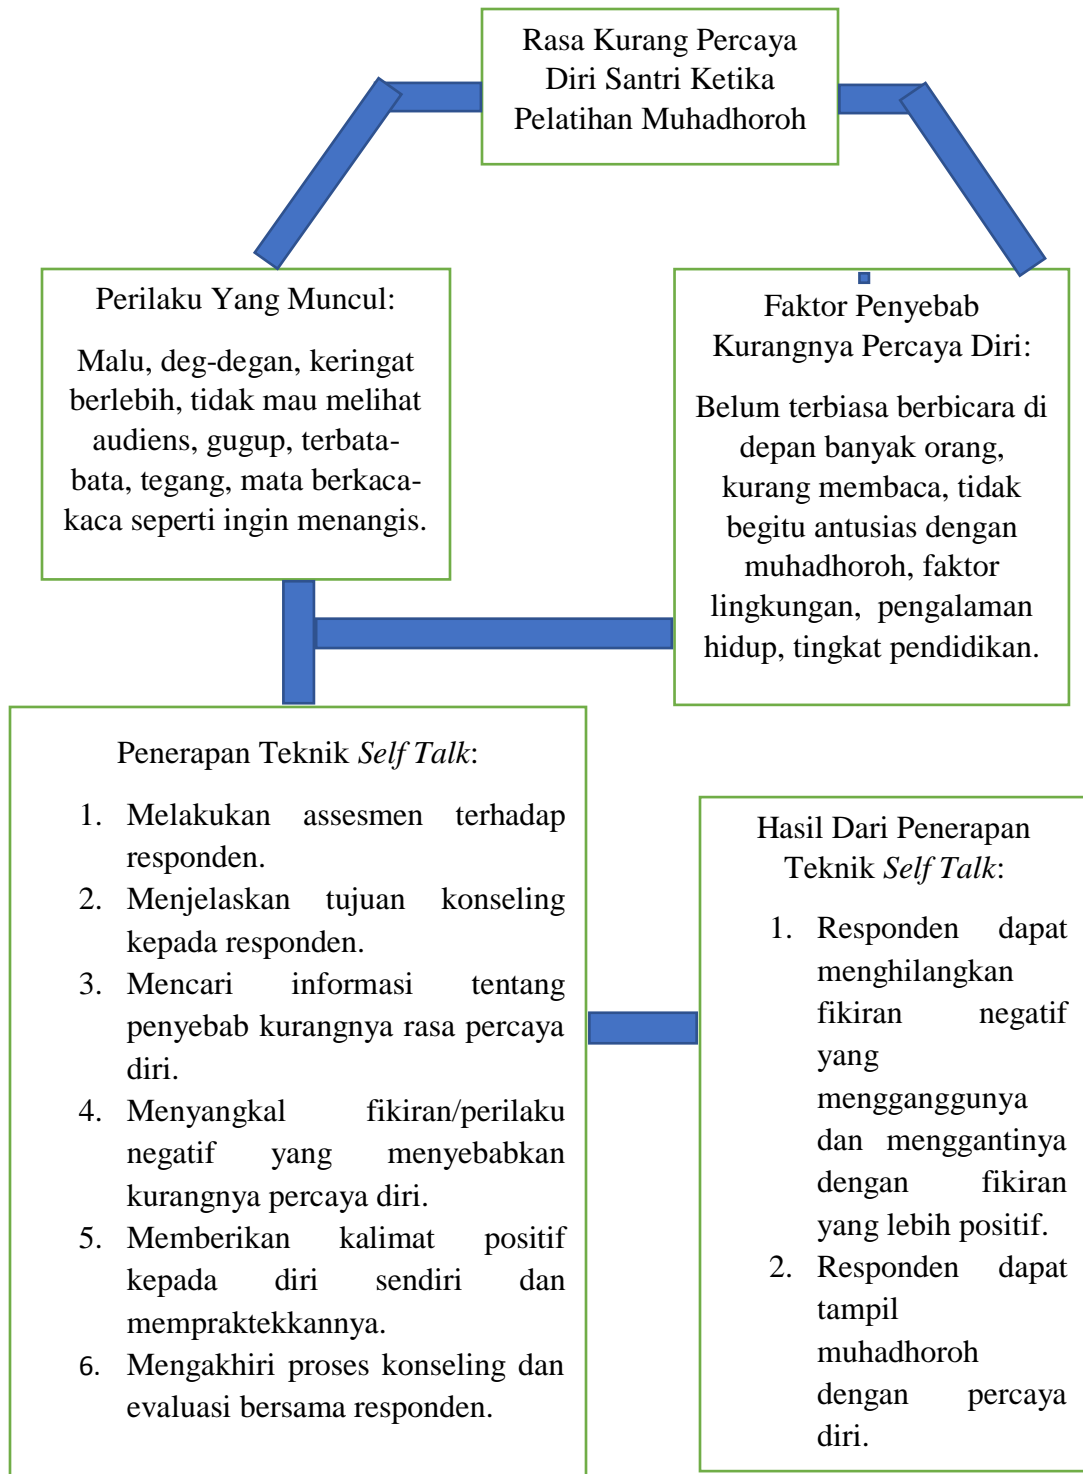 Rasa Kurang Percaya
Diri Santri Ketika
Pelatihan Muhadhoroh
Perilaku Yang Muncul:
Malu, deg-degan, keringat
berlebih, tidak mau melihat
audiens, gugup, terbata-
bata, tegang, mata berkaca-
kaca seperti ingin menangis.
Faktor Penyebab
Kurangnya Percaya Diri:
Belum terbiasa berbicara di
depan banyak orang,
kurang membaca, tidak
begitu antusias dengan
muhadhoroh, faktor
lingkungan, pengalaman
hidup, tingkat pendidikan.
Penerapan Teknik Self Talk:
1. Melakukan assesmen terhadap
responden.
2. Menjelaskan tujuan konseling
kepada responden.
3. Mencari informasi tentang
penyebab kurangnya rasa percaya
diri.
4. Menyangkal fikiran/perilaku
negatif yang menyebabkan
kurangnya percaya diri.
5. Memberikan kalimat positif
kepada diri sendiri dan
mempraktekkannya.
6. Mengakhiri proses konseling dan
evaluasi bersama responden.
Hasil Dari Penerapan
Teknik Self Talk:
1. Responden dapat
menghilangkan
fikiran negatif
yang
mengganggunya
dan menggantinya
dengan fikiran
yang lebih positif.
2. Responden dapat
tampil
muhadhoroh
dengan percaya
diri.